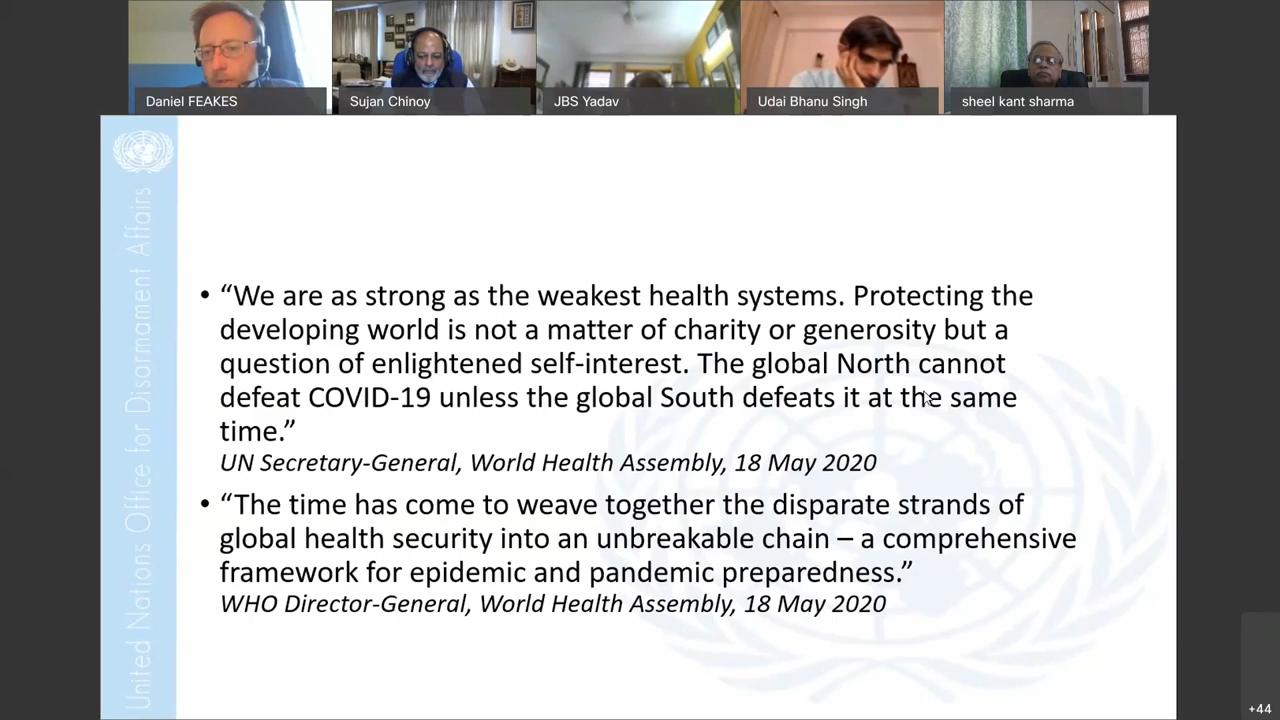 Daniel FEAKES
Sujan Chinoy
JBS Yadav
Udai Bhanu Singh
sheel kant sharma
United Nations Office for Disarmament Affairs
• “We are as strong as the weakest health systems. Protecting the
developing world is not a matter of charity or generosity but a
question of enlightened self-interest. The global North cannot
defeat COVID-19 unless the global South defeats it at the same
time.”
UN Secretary-General, World Health Assembly, 18 May 2020
• “The time has come to weave together the disparate strands of
global health security into an unbreakable chain – a comprehensive
framework for epidemic and pandemic preparedness.”
WHO Director-General, World Health Assembly, 18 May 2020
+44